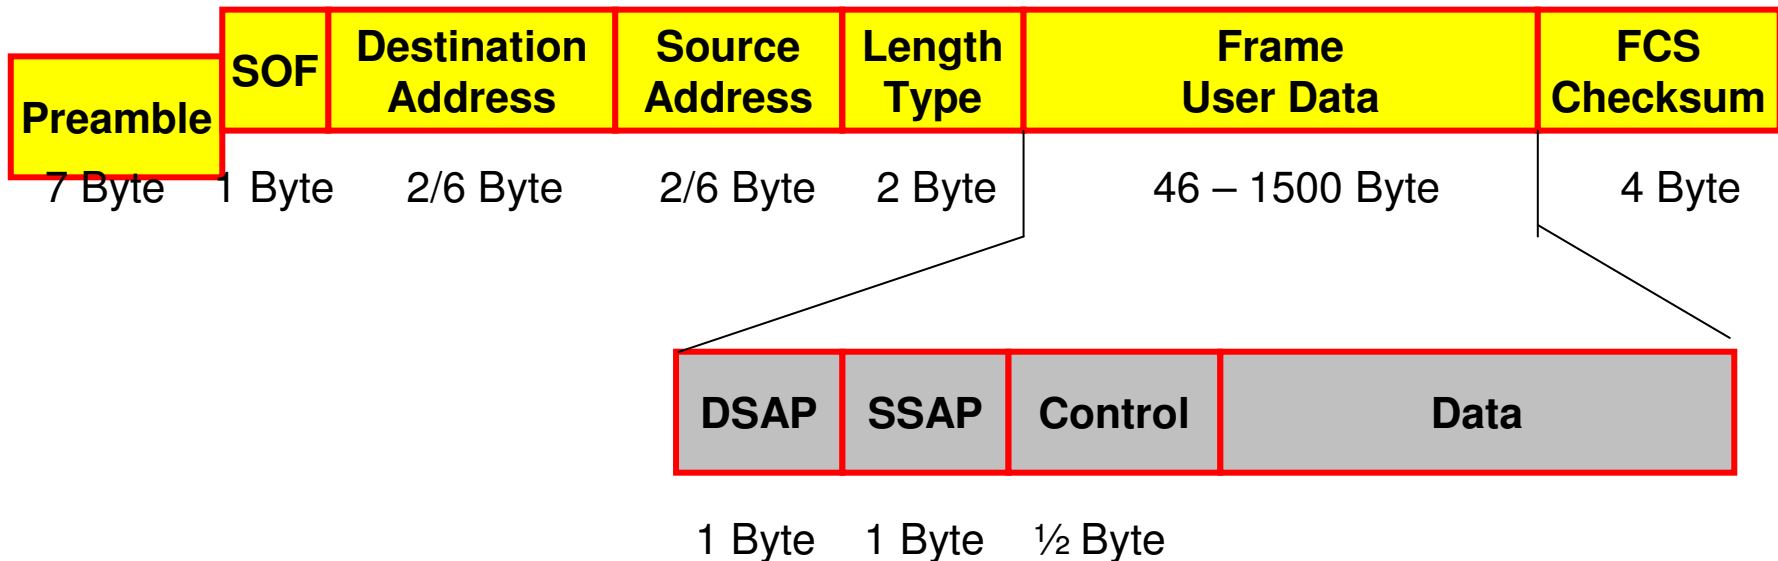 Preamble
SOF
Destination
Address
Source
Address
Length
Type
Frame
User Data
FCS
Checksum
7 Byte
1 Byte
2/6 Byte
2/6 Byte
2 Byte
46 – 1500 Byte
4 Byte
DSAP
SSAP
Control
Data
1 Byte
1 Byte
½ Byte